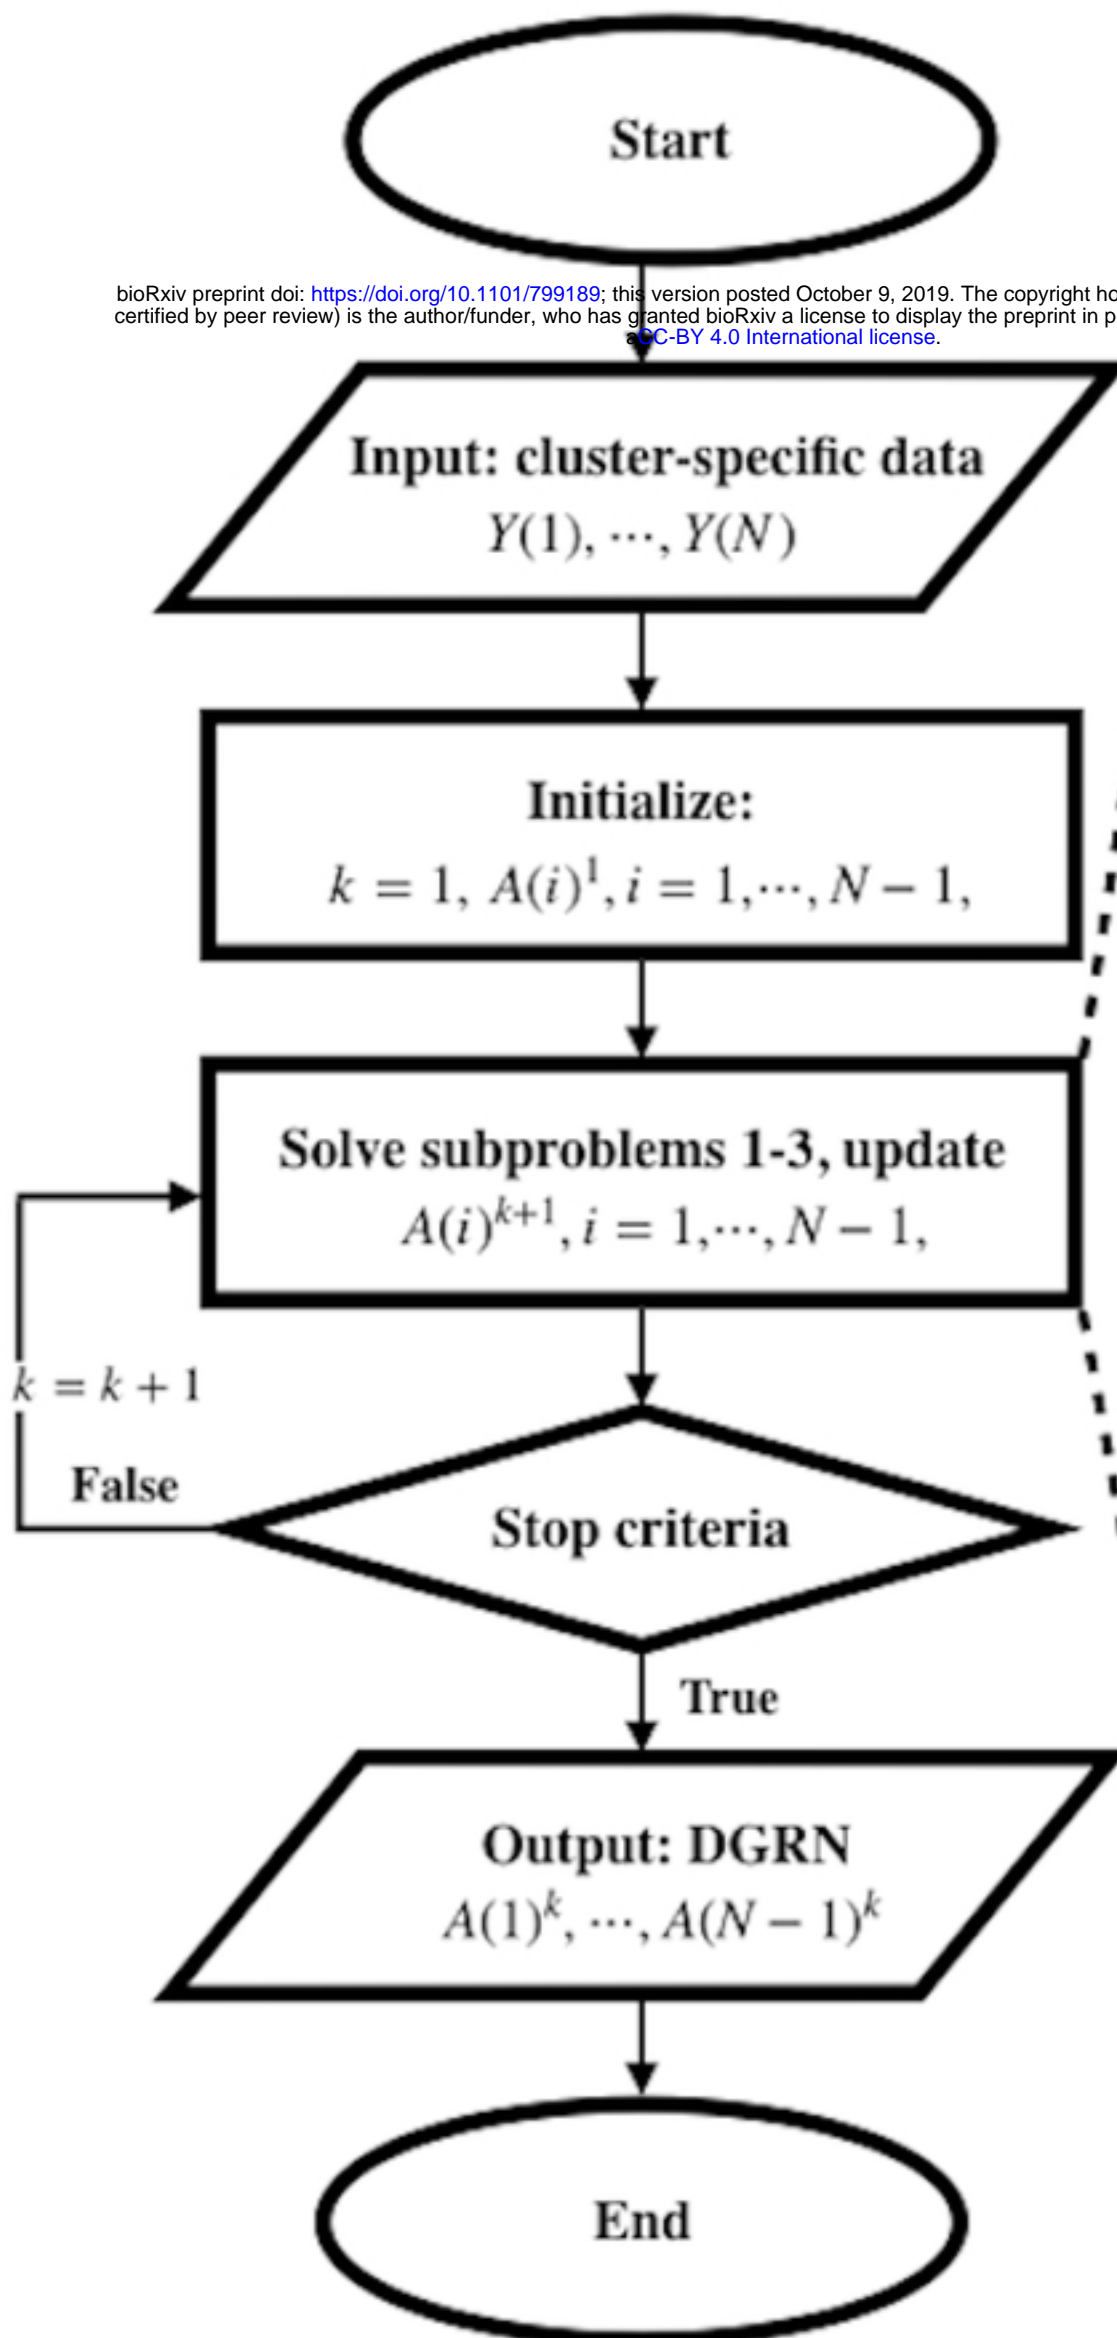 Start
bioRxiv preprint doi: https://doi.org/10.1101/799189; this version posted October 9, 2019. The copyright ho
certified by peer review) is the author/funder, who has granted bioRxiv a license to display the preprint in p
aCC-BY 4.0 International license.
Input: cluster-specific data
Y(1), ⋯, Y(N)
Initialize:
k = 1, A(i)¹, i = 1,⋯, N − 1,
Solve subproblems 1-3, update
A(i)ᵏ⁺¹, i = 1,⋯, N − 1,
k = k + 1
False
Stop criteria
True
Output: DGRN
A(1)ᵏ, ⋯, A(N − 1)ᵏ
End